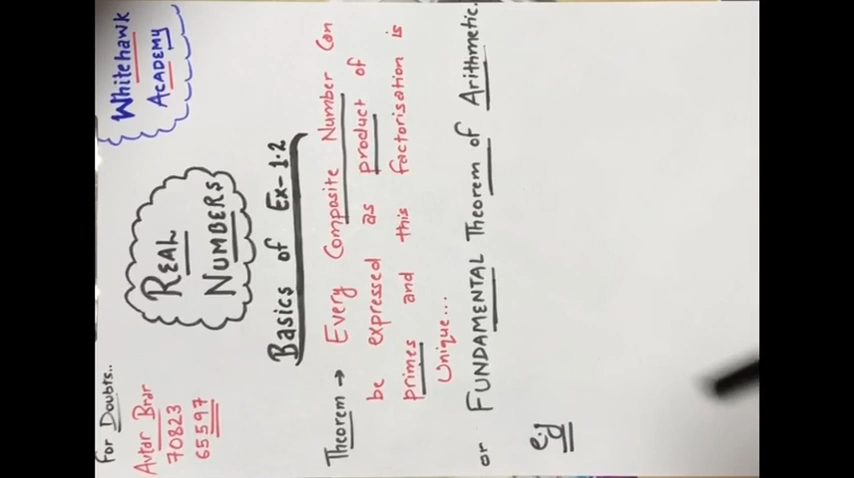 For Doubts..
Avtar Brar
70823
65597
REAL
NUMBERS
Whitehawk
ACADEMY
Basics of Ex-1.2
Theorem → Every Composite Number Can
be expressed as product of
primes and this factorisation is
Unique...
or FUNDAMENTAL Theorem of Arithmetic.
e.g